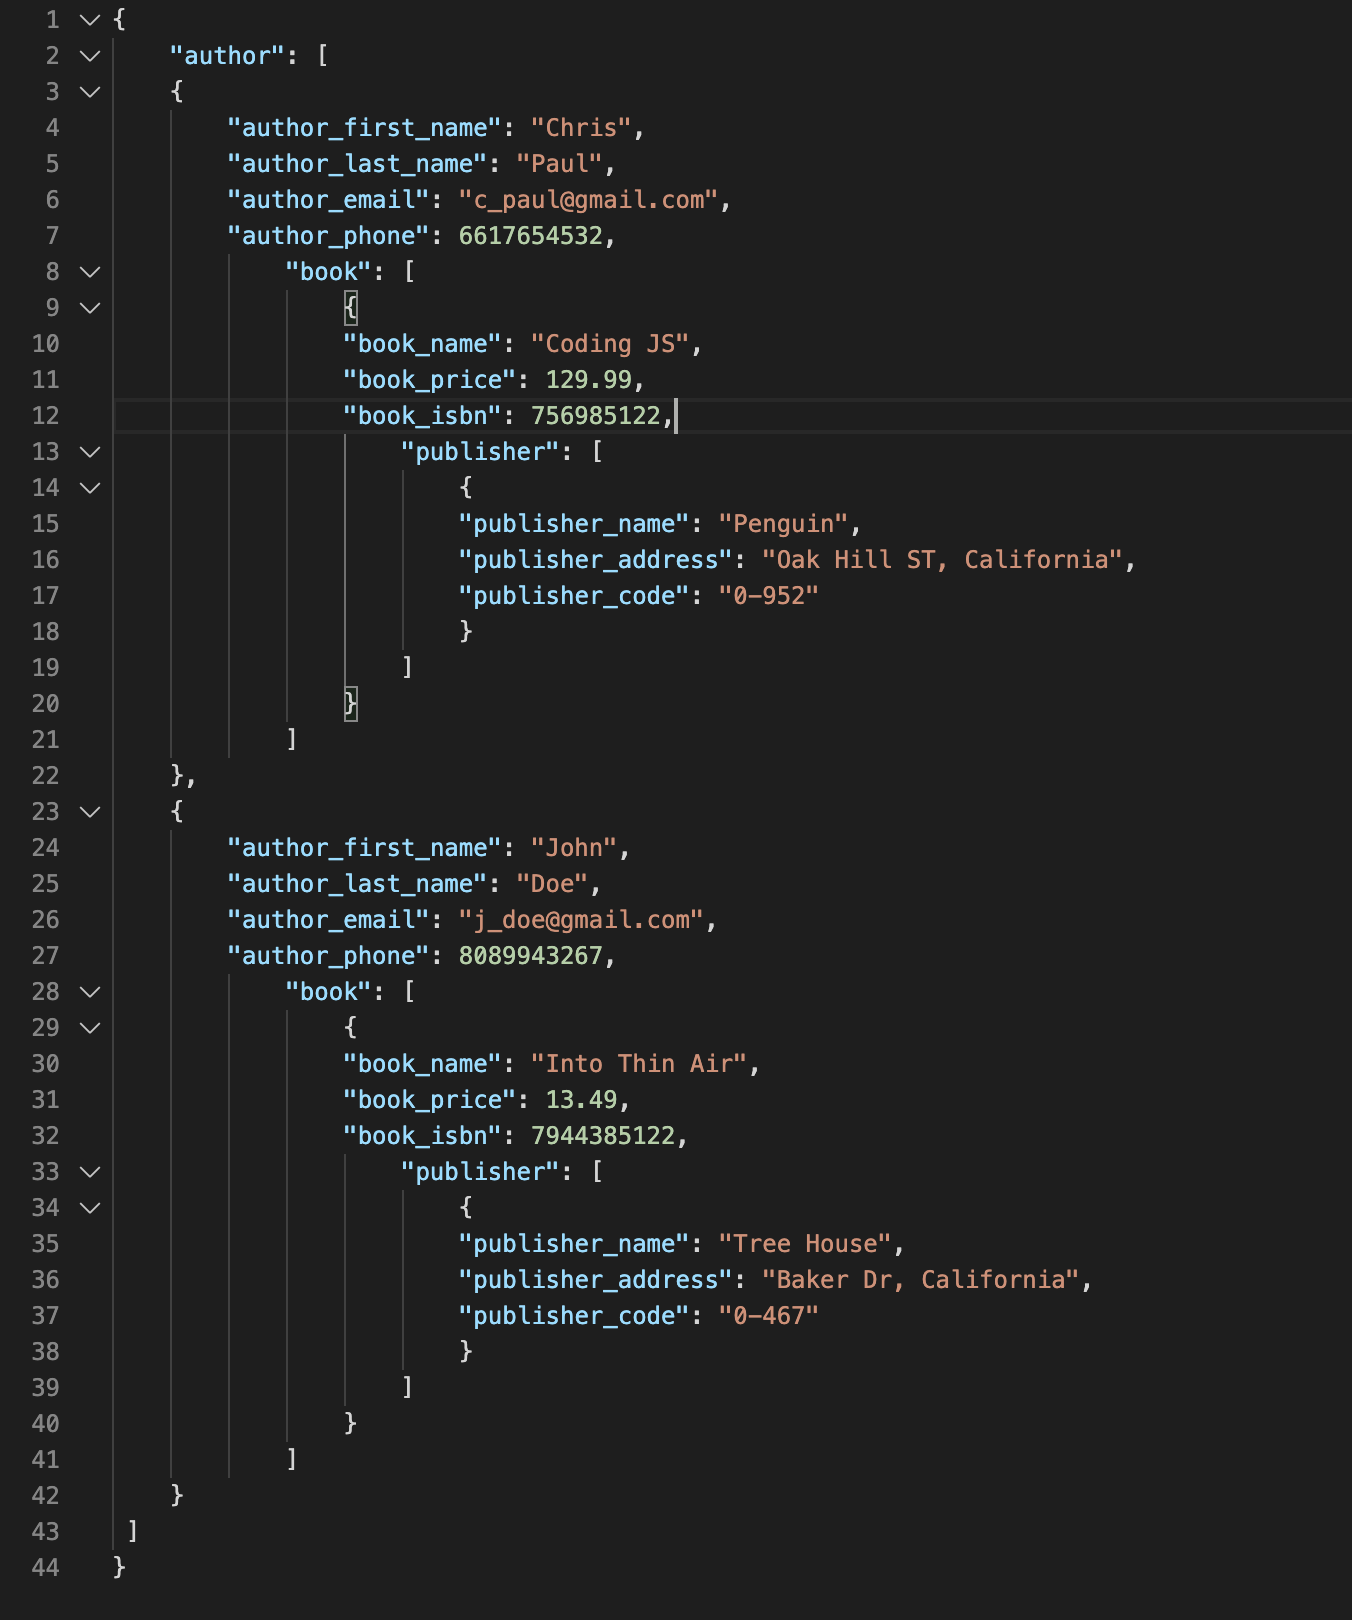 1 {
2 "author": [
3 {
4 "author_first_name": "Chris",
5 "author_last_name": "Paul",
6 "author_email": "c_paul@gmail.com",
7 "author_phone": 6617654532,
8 "book": [
9 {
10 "book_name": "Coding JS",
11 "book_price": 129.99,
12 "book_isbn": 756985122,
13 "publisher": [
14 {
15 "publisher_name": "Penguin",
16 "publisher_address": "Oak Hill ST, California",
17 "publisher_code": "0-952"
18 }
19 ]
20 }
21 ]
22 },
23 {
24 "author_first_name": "John",
25 "author_last_name": "Doe",
26 "author_email": "j_doe@gmail.com",
27 "author_phone": 8089943267,
28 "book": [
29 {
30 "book_name": "Into Thin Air",
31 "book_price": 13.49,
32 "book_isbn": 7944385122,
33 "publisher": [
34 {
35 "publisher_name": "Tree House",
36 "publisher_address": "Baker Dr, California",
37 "publisher_code": "0-467"
38 }
39 ]
40 }
41 ]
42 }
43 ]
44 }